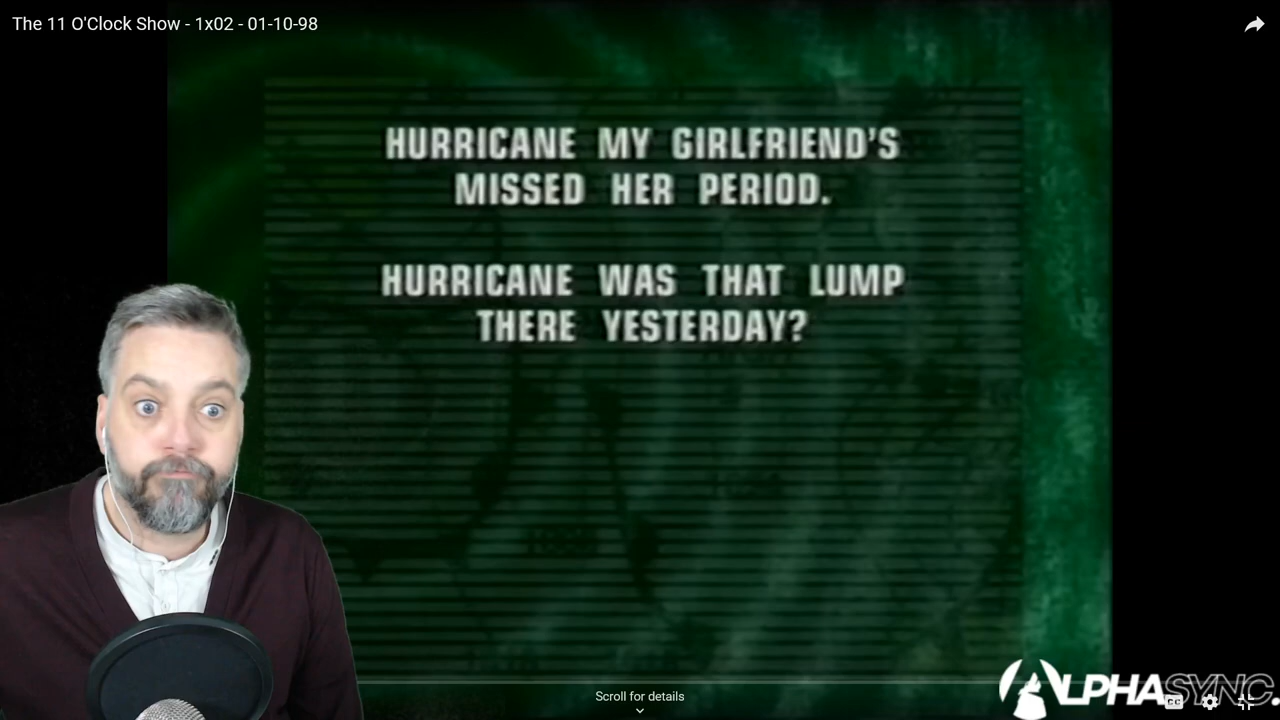 The 11 O'Clock Show - 1x02 - 01-10-98
HURRICANE MY GIRLFRIEND'S
MISSED HER PERIOD.
HURRICANE WAS THAT LUMP
THERE YESTERDAY?
Scroll for details
ALPHASYNC.
CC